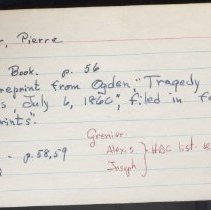 , Pierre
Book. p. 56
reprint from Ogden, "Tragedy
s, July 6, 1860", filed in
prints".
Grenier
- p. 58, 59 Alexis HBC list
Joseph